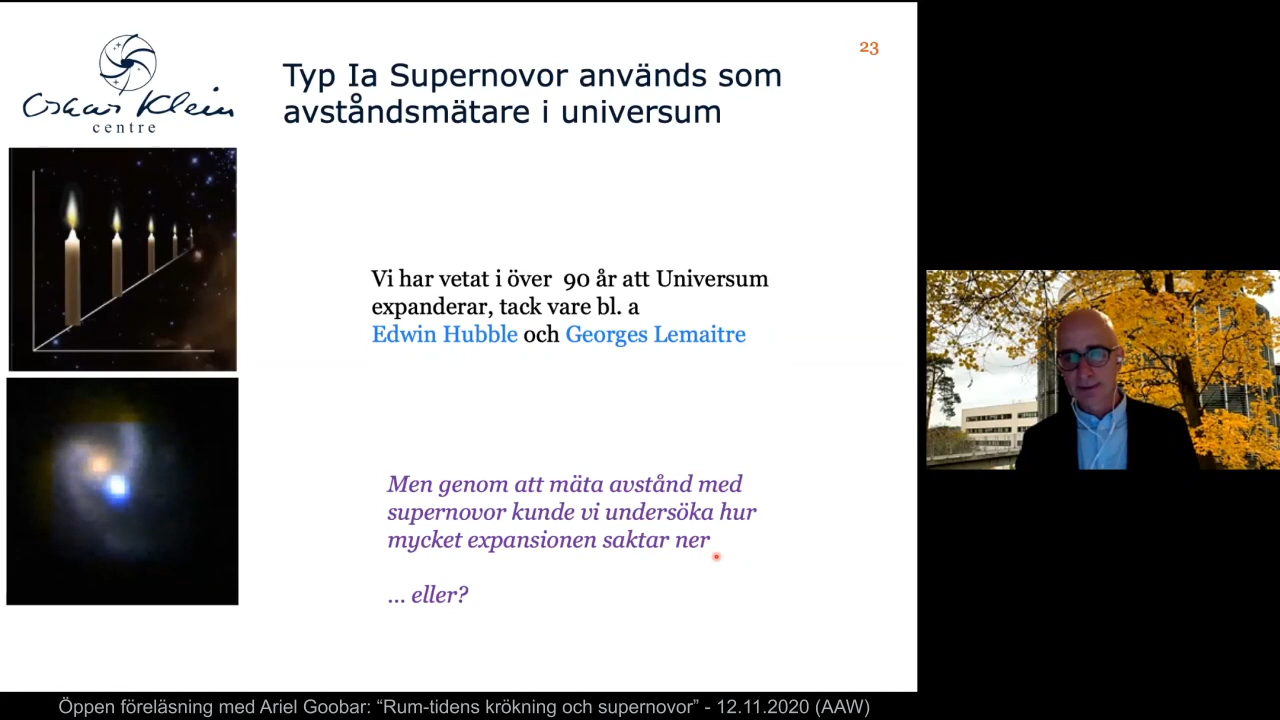 Oskar Klein
centre
23
Typ Ia Supernovor används som
avståndsmätare i universum
Vi har vetat i över 90 år att Universum
expanderar, tack vare bl. a
Edwin Hubble och Georges Lemaitre
Men genom att mäta avstånd med
supernovor kunde vi undersöka hur
mycket expansionen saktar ner
... eller?
Öppen föreläsning med Ariel Goobar: “Rum-tidens krökning och supernovor” - 12.11.2020 (AAW)